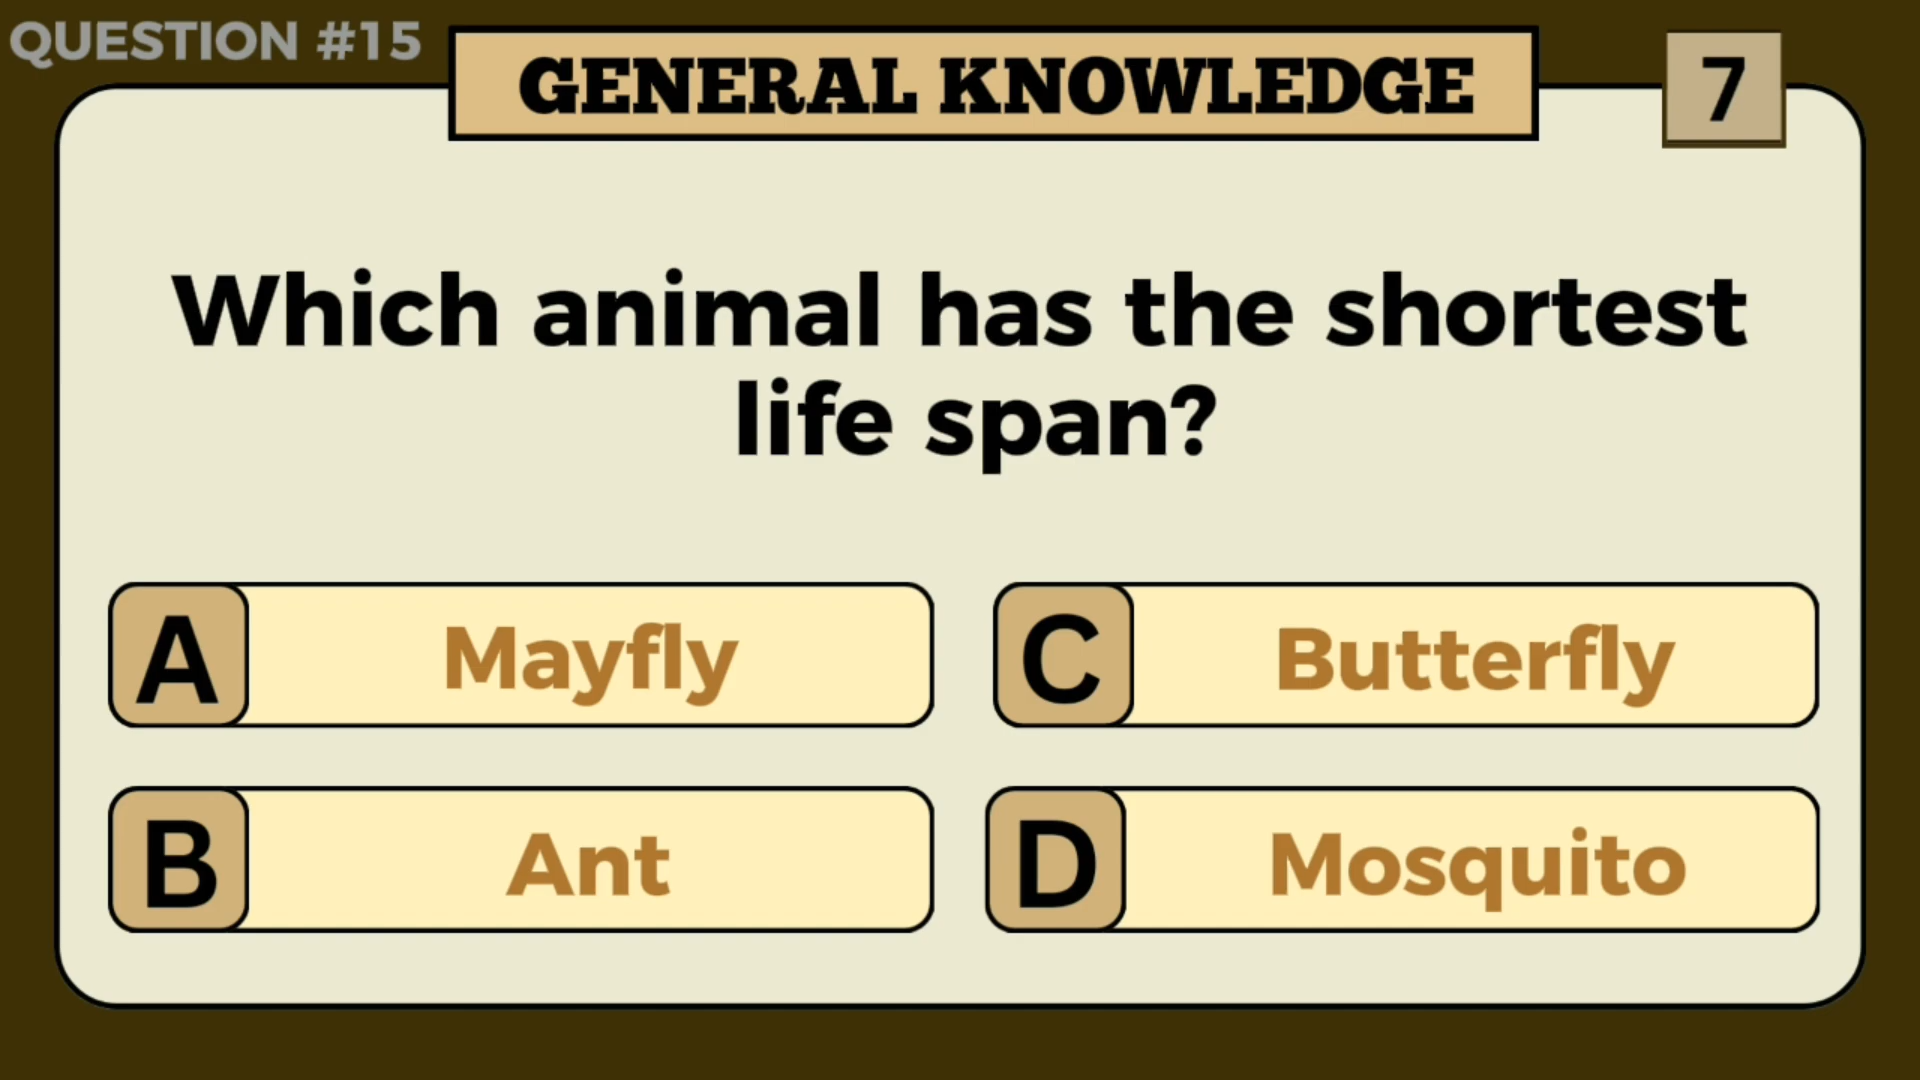 QUESTION #15
GENERAL KNOWLEDGE
7
Which animal has the shortest
life span?
A Mayfly
C Butterfly
B Ant
D Mosquito